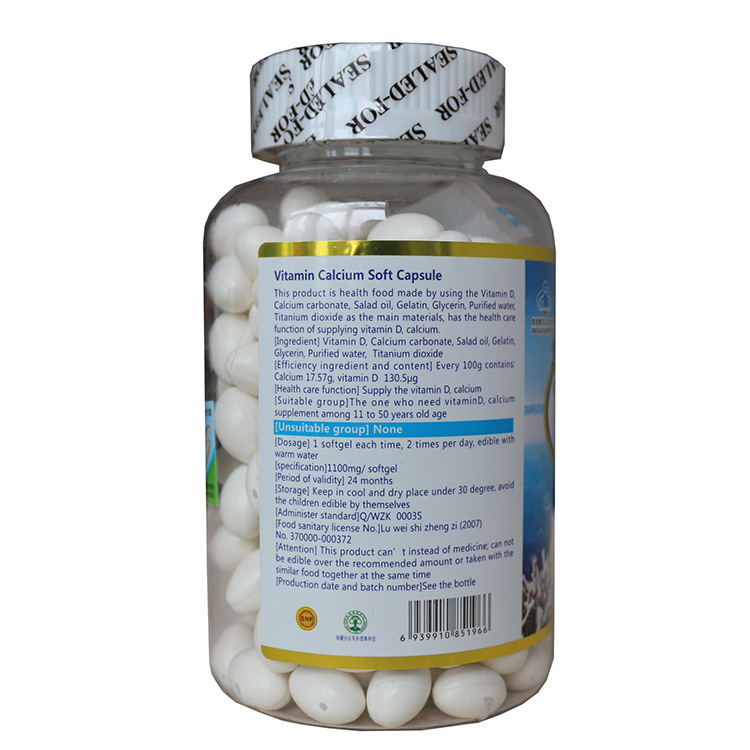 SEALED-FOR
SEALED-FOR
SEALED-FOR
Vitamin Calcium Soft Capsule
This product is health food made by using the Vitamin D,
Calcium carbonate, Salad oil, Gelatin, Glycerin, Purified water,
Titanium dioxide as the main materials, has the health care
function of supplying vitamin D, calcium.
[Ingredient] Vitamin D, Calcium carbonate, Salad oil, Gelatin,
Glycerin, Purified water, Titanium dioxide
[Efficiency ingredient and content] Every 100g contains:
Calcium 17.57g, vitamin D 130.5μg
[Health care function] Supply the vitamin D, calcium
[Suitable group]The one who need vitaminD, calcium
supplement among 11 to 50 years old age
[Unsuitable group] None
[Dosage] 1 softgel each time, 2 times per day, edible with
warm water
[specification]1100mg/ softgel
[Period of validity] 24 months
[Storage] Keep in cool and dry place under 30 degree, avoid
the children edible by themselves
[Administer standard]Q/WZK 0003S
[Food sanitary license No.]Lu wei shi zheng zi (2007)
No. 370000-000372
[Attention] This product can't instead of medicine; can not
be edible over the recommended amount or taken with the
similar food together at the same time
[Production date and batch number]See the bottle
6 939910 851966